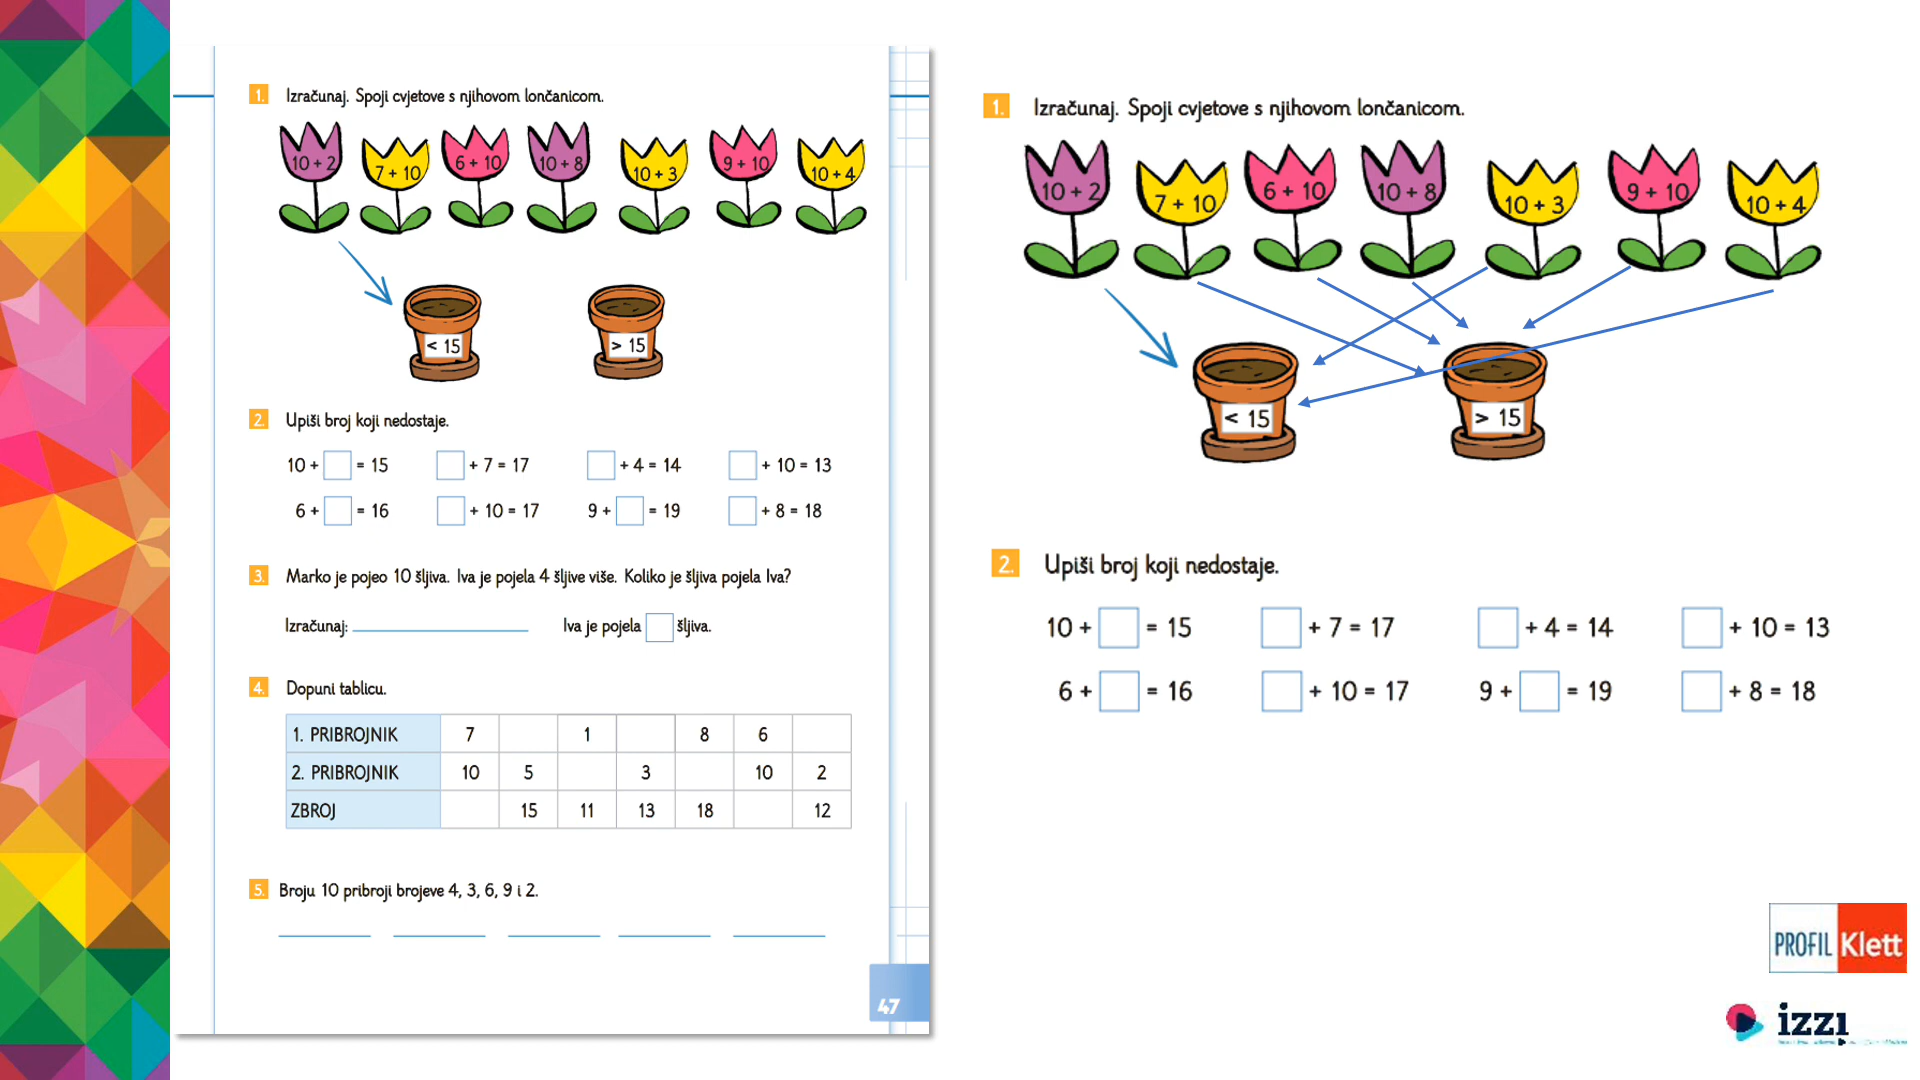 1. Izračunaj. Spoji cvjetove s njihovom lončanicom.
10 + 2 7 + 10 6 + 10 10 + 8 10 + 3 9 + 10 10 + 4
< 15 > 15
2. Upiši broj koji nedostaje.
10 + = 15 + 7 = 17 + 4 = 14 + 10 = 13
6 + = 16 + 10 = 17 9 + = 19 + 8 = 18
3. Marko je pojeo 10 šljiva. Iva je pojela 4 šljive više. Koliko je šljiva pojela Iva?
Izračunaj: Iva je pojela šljiva.
4. Dopuni tablicu.
1. PRIBROJNIK 7 1 8 6
2. PRIBROJNIK 10 5 3 10 2
ZBROJ 15 11 13 18 12
5. Broju 10 pribroji brojeve 4, 3, 6, 9 i 2.
47
1. Izračunaj. Spoji cvjetove s njihovom lončanicom.
10 + 2 7 + 10 6 + 10 10 + 8 10 + 3 9 + 10 10 + 4
< 15 > 15
2. Upiši broj koji nedostaje.
10 + = 15 + 7 = 17 + 4 = 14 + 10 = 13
6 + = 16 + 10 = 17 9 + = 19 + 8 = 18
PROFIL Klett
izzi